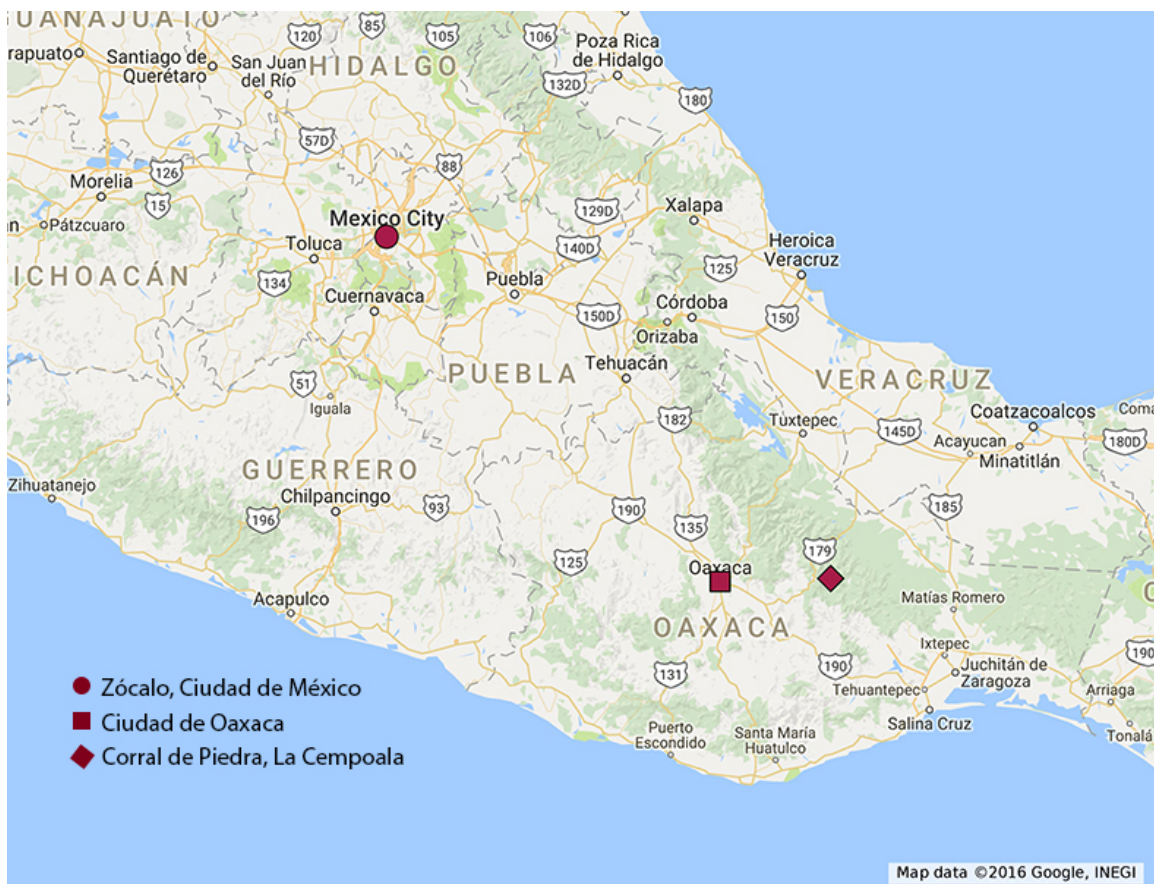 GUANAJUATO
85
120
105
106
Poza Rica
de Hidalgo
rapuato
Santiago de
Querétaro
San Juan
del Río
HIDALGO
132D
180
57D
88
126
Morelia
15
Pátzcuaro
129D
Xalapa
Mexico City
Toluca
140D
Heroica
Veracruz
ICHOACÁN
134
Puebla
125
Cuernavaca
150D
Córdoba
150
Orizaba
Tehuacán
PUEBLA
VERACRUZ
51
Iguala
182
Tuxtepec
145D
Coatzacoalcos
Acayucan
180D
Minatitlán
GUERRERO
Zihuatanejo
Chilpancingo
93
196
190
135
185
125
179
Oaxaca
Matías Romero
Acapulco
OAXACA
Ixtepec
190
131
190
Juchitán de
Zaragoza
Tehuantepec
Arriaga
Salina Cruz
Tonalá
Puerto
Escondido
Santa María
Huatulco
Zócalo, Ciudad de México
Ciudad de Oaxaca
Corral de Piedra, La Cempoala
Map data ©2016 Google, INEGI